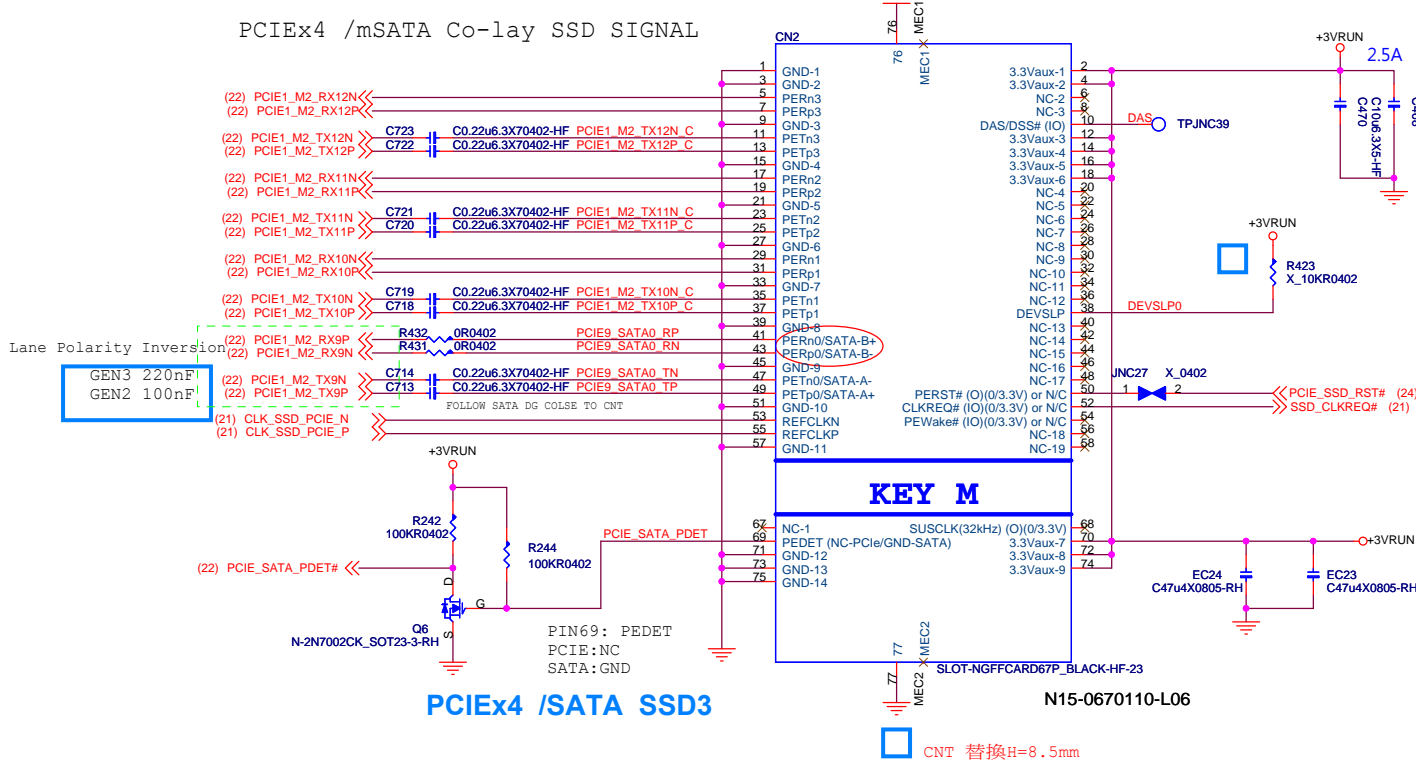 PCIEx4 /mSATA Co-lay SSD SIGNAL
76
MEC1
CN2
76
MEC1
+3VRUN
2.5A
C10u6.3X5-HF
C470
1 GND-1
3 GND-2
(22) PCIE1_M2_RX12N 5 PERn3
(22) PCIE1_M2_RX12P 7 PERp3
9 GND-3
(22) PCIE1_M2_TX12N C723 C0.22u6.3X70402-HF PCIE1_M2_TX12N_C 11 PETn3
(22) PCIE1_M2_TX12P C722 C0.22u6.3X70402-HF PCIE1_M2_TX12P_C 13 PETp3
15 GND-4
(22) PCIE1_M2_RX11N 17 PERn2
(22) PCIE1_M2_RX11P 19 PERp2
21 GND-5
(22) PCIE1_M2_TX11N C721 C0.22u6.3X70402-HF PCIE1_M2_TX11N_C 23 PETn2
(22) PCIE1_M2_TX11P C720 C0.22u6.3X70402-HF PCIE1_M2_TX11P_C 25 PETp2
27 GND-6
(22) PCIE1_M2_RX10N 29 PERn1
(22) PCIE1_M2_RX10P 31 PERp1
33 GND-7
(22) PCIE1_M2_TX10N C719 C0.22u6.3X70402-HF PCIE1_M2_TX10N_C 35 PETn1
(22) PCIE1_M2_TX10P C718 C0.22u6.3X70402-HF PCIE1_M2_TX10P_C 37 PETp1
39 GND-8
(22) PCIE1_M2_RX9P R432 0R0402 PCIE9_SATA0_RP 41 PERn0/SATA-B+
Lane Polarity Inversion
(22) PCIE1_M2_RX9N R431 0R0402 PCIE9_SATA0_RN 43 PERp0/SATA-B-
45 GND-9
GEN3 220nF
GEN2 100nF
(22) PCIE1_M2_TX9N C714 C0.22u6.3X70402-HF PCIE9_SATA0_TN 47 PETn0/SATA-A-
(22) PCIE1_M2_TX9P C713 C0.22u6.3X70402-HF PCIE9_SATA0_TP 49 PETp0/SATA-A+
FOLLOW SATA DG COLSE TO CNT
51 GND-10
(21) CLK_SSD_PCIE_N 53 REFCLKN
(21) CLK_SSD_PCIE_P 55 REFCLKP
57 GND-11
3.3Vaux-1 2
3.3Vaux-2 4
NC-2 6
NC-3 8
DAS/DSS# (IO) 10 DAS TPJNC39
3.3Vaux-3 12
3.3Vaux-4 14
3.3Vaux-5 16
3.3Vaux-6 18
NC-4 20
NC-5 22
NC-6 24
NC-7 26
NC-8 28
NC-9 30
NC-10 32
NC-11 34
NC-12 36
DEVSLP 38 DEVSLP0
+3VRUN
R423
X_10KR0402
NC-13 40
NC-14 42
NC-15 44
NC-16 46
NC-17 48
JNC27 X_0402
PERST# (O)(0/3.3V) or N/C 50 1 2 PCIE_SSD_RST# (24)
CLKREQ# (IO)(0/3.3V) or N/C 52 SSD_CLKREQ# (21)
PEWake# (IO)(0/3.3V) or N/C 54
NC-18 56
NC-19 58
KEY M
67 NC-1
PCIE_SATA_PDET 69 PEDET (NC-PCIe/GND-SATA)
71 GND-12
73 GND-13
75 GND-14
SUSCLK(32kHz) (O)(0/3.3V) 68
3.3Vaux-7 70
3.3Vaux-8 72
3.3Vaux-9 74
+3VRUN
EC24
C47u4X0805-RH
EC23
C47u4X0805-RH
+3VRUN
R242
100KR0402
R244
100KR0402
(22) PCIE_SATA_PDET#
D
G
S
Q6
N-2N7002CK_SOT23-3-RH
PIN69: PEDET
PCIE:NC
SATA:GND
77
MEC2
77
MEC2
SLOT-NGFFCARD67P_BLACK-HF-23
N15-0670110-L06
PCIEx4 /SATA SSD3
CNT 替換H=8.5mm